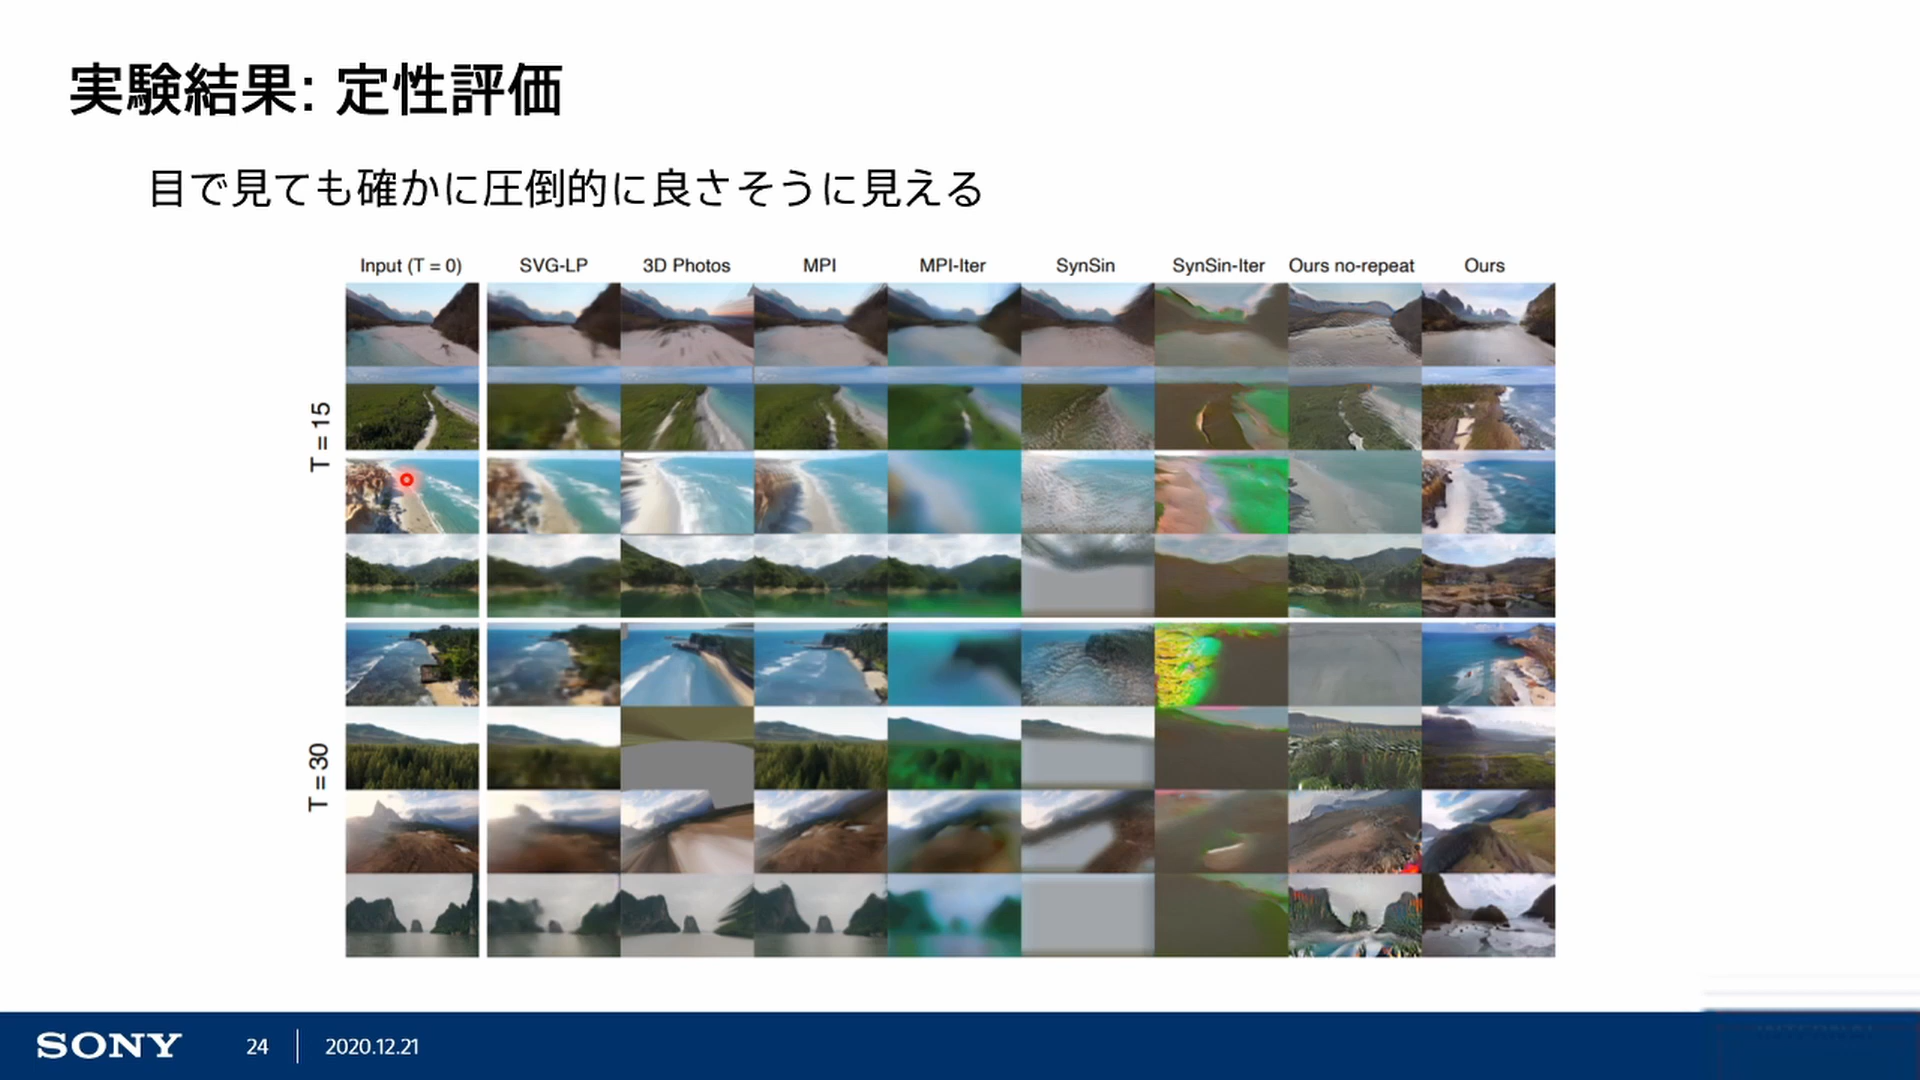 実験結果: 定性評価
目で見ても確かに圧倒的に良さそうに見える
Input (T = 0) SVG-LP 3D Photos MPI MPI-Iter SynSin SynSin-Iter Ours no-repeat Ours
T = 15
T = 30
SONY 24 2020.12.21